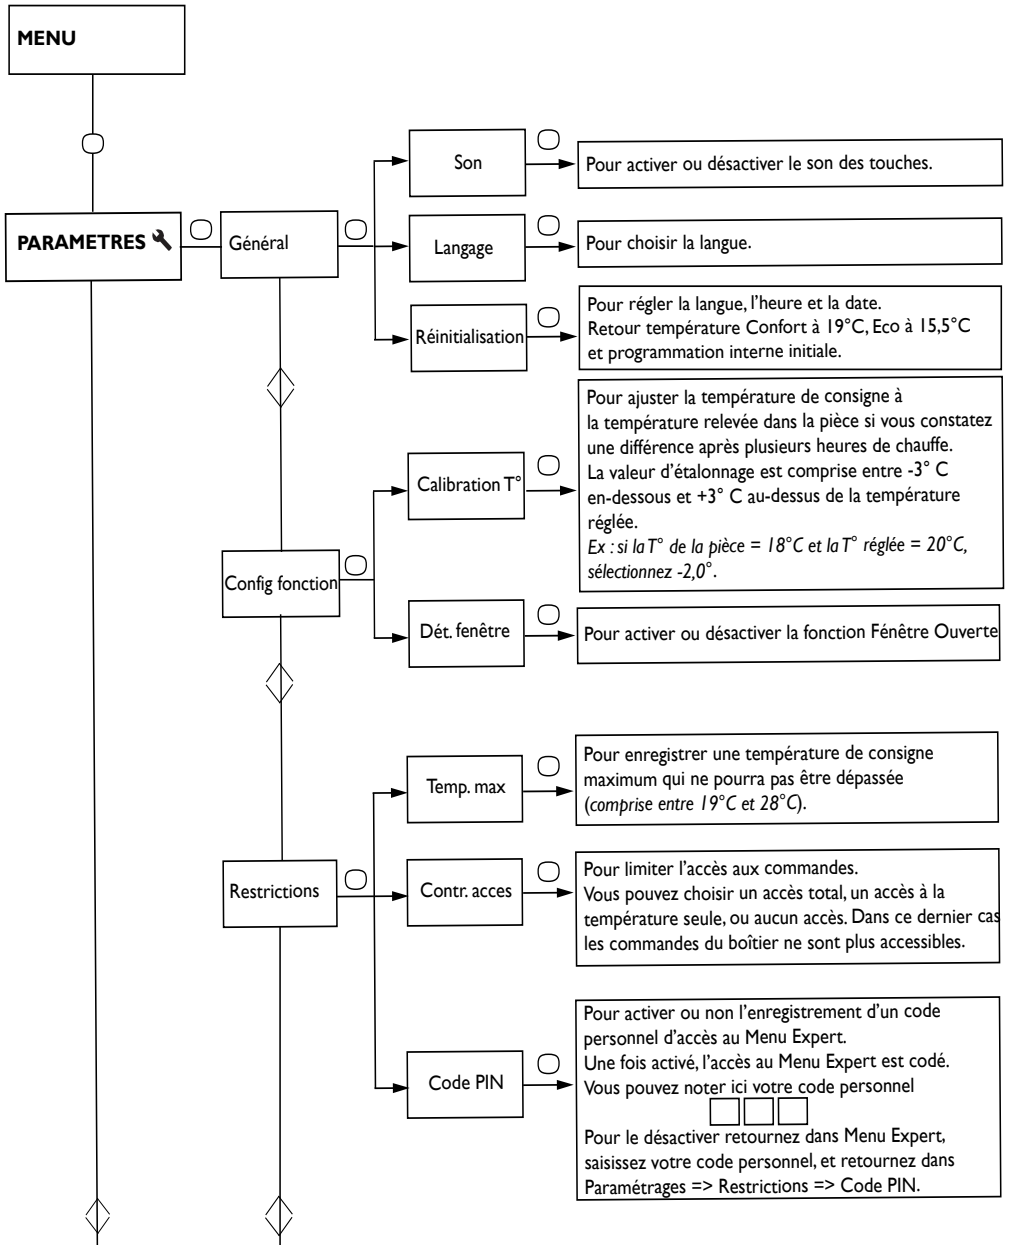 MENU
PARAMETRES
Général
Son
Pour activer ou désactiver le son des touches.
Langage
Pour choisir la langue.
Réinitialisation
Pour régler la langue, l'heure et la date.
Retour température Confort à 19°C, Eco à 15,5°C
et programmation interne initiale.
Config fonction
Calibration T°
Pour ajuster la température de consigne à
la température relevée dans la pièce si vous constatez
une différence après plusieurs heures de chauffe.
La valeur d'étalonnage est comprise entre -3° C
en-dessous et +3° C au-dessus de la température
réglée.
Ex : si la T° de la pièce = 18°C et la T° réglée = 20°C,
sélectionnez -2,0°.
Dét. fenêtre
Pour activer ou désactiver la fonction Fénêtre Ouverte
Restrictions
Temp. max
Pour enregistrer une température de consigne
maximum qui ne pourra pas être dépassée
(comprise entre 19°C et 28°C).
Contr. acces
Pour limiter l'accès aux commandes.
Vous pouvez choisir un accès total, un accès à la
température seule, ou aucun accès. Dans ce dernier cas
les commandes du boîtier ne sont plus accessibles.
Code PIN
Pour activer ou non l'enregistrement d'un code
personnel d'accès au Menu Expert.
Une fois activé, l'accès au Menu Expert est codé.
Vous pouvez noter ici votre code personnel
Pour le désactiver retournez dans Menu Expert,
saisissez votre code personnel, et retournez dans
Paramétrages => Restrictions => Code PIN.